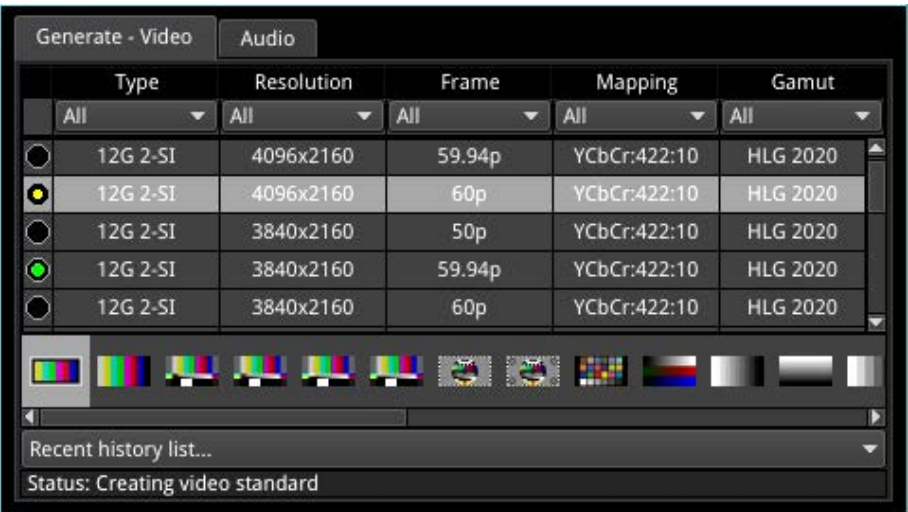 Generate - Video Audio
Type Resolution Frame Mapping Gamut
All All All All All
12G 2-SI 4096x2160 59.94p YCbCr:422:10 HLG 2020
12G 2-SI 4096x2160 60p YCbCr:422:10 HLG 2020
12G 2-SI 3840x2160 50p YCbCr:422:10 HLG 2020
12G 2-SI 3840x2160 59.94p YCbCr:422:10 HLG 2020
12G 2-SI 3840x2160 60p YCbCr:422:10 HLG 2020
Recent history list...
Status: Creating video standard